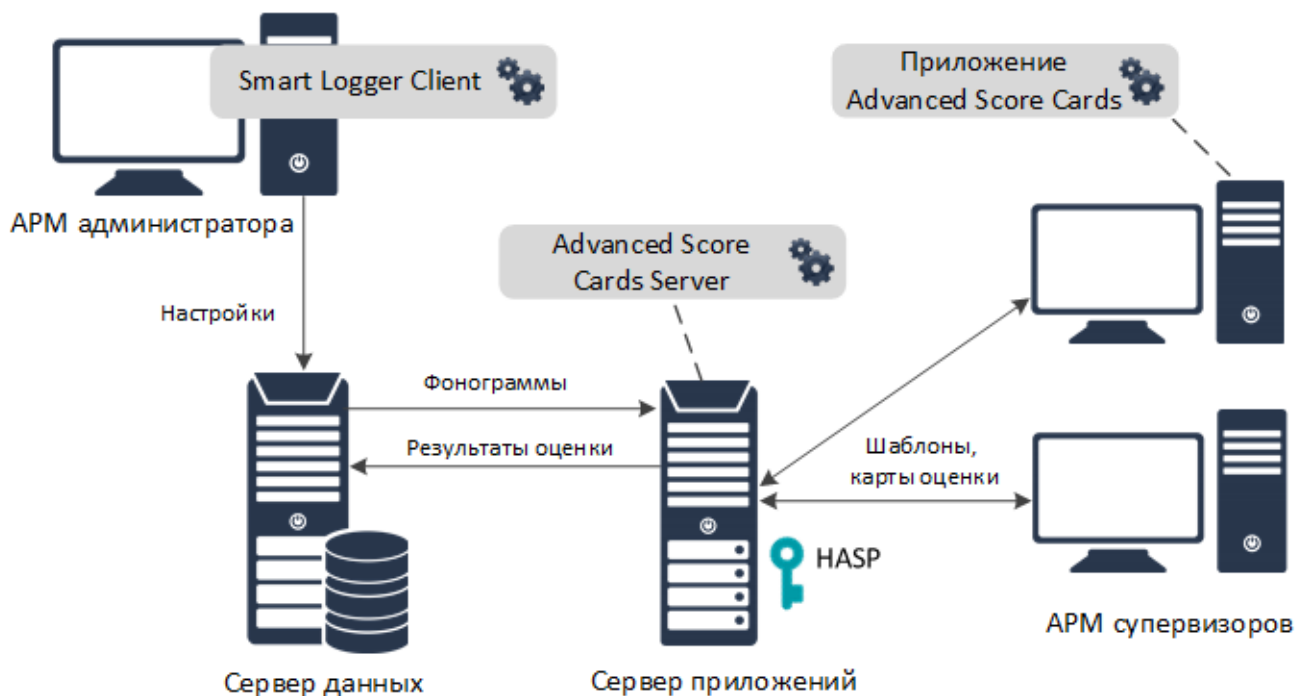 Smart Logger Client
Приложение
Advanced Score Cards
АРМ администратора
Advanced Score
Cards Server
Настройки
Фонограммы
Результаты оценки
Шаблоны,
карты оценки
HASP
АРМ супервизоров
Сервер данных
Сервер приложений